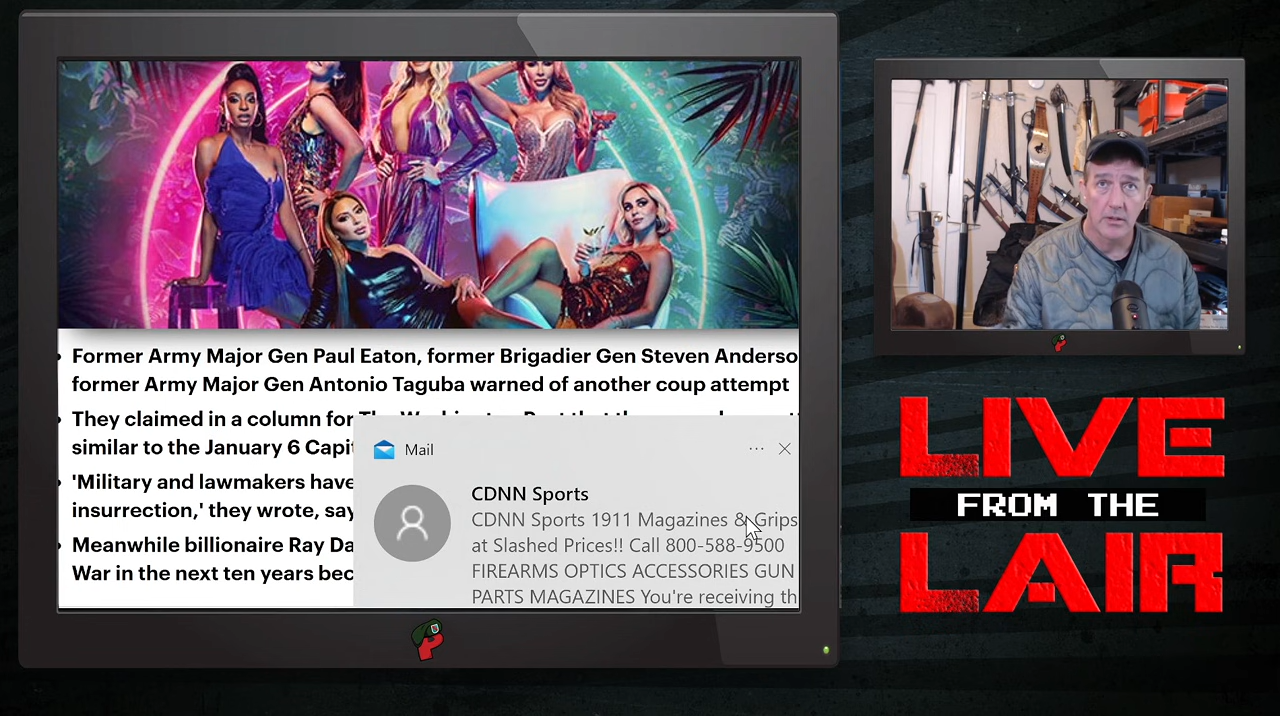 Former Army Major Gen Paul Eaton, former Brigadier Gen Steven Anderso
former Army Major Gen Antonio Taguba warned of another coup attempt
They claimed in a column for The Washington Post that
similar to the January 6 Capi
'Military and lawmakers have
insurrection,' they wrote, say
Meanwhile billionaire Ray Da
War in the next ten years bec
Mail
CDNN Sports
CDNN Sports 1911 Magazines & Grips
at Slashed Prices!! Call 800-588-9500
FIREARMS OPTICS ACCESSORIES GUN
PARTS MAGAZINES You're receiving th
LIVE
FROM THE
LAIR